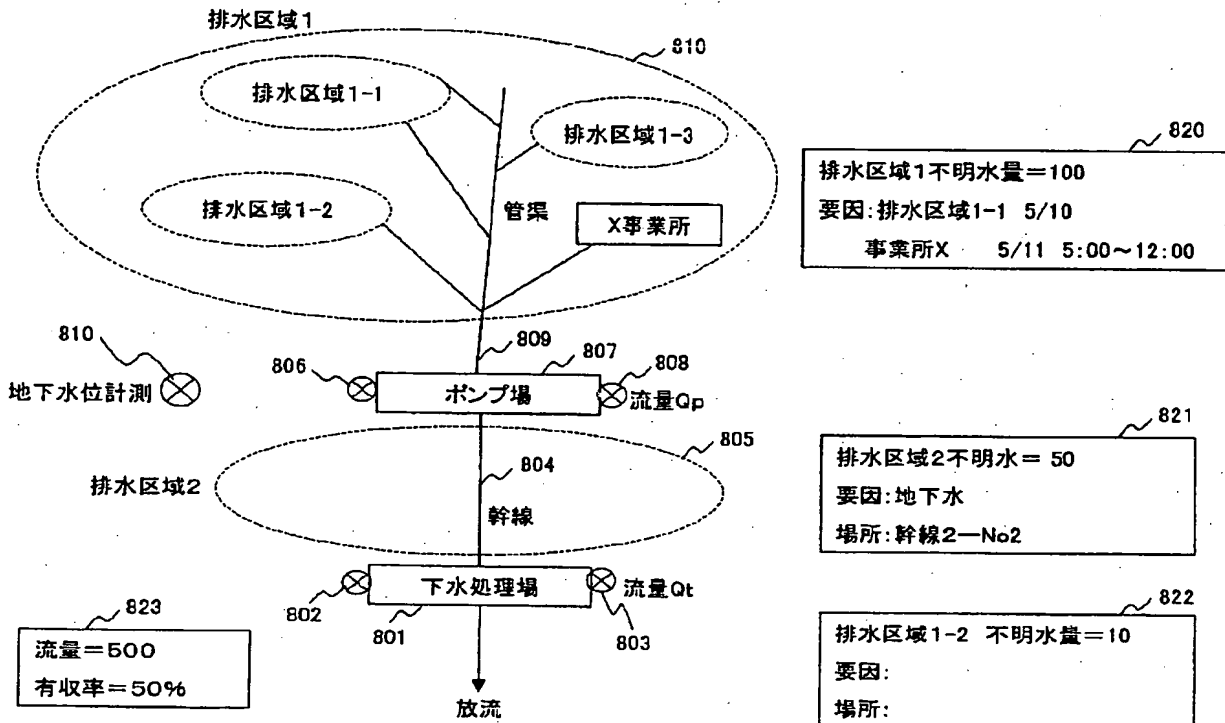 排水区域1
810
排水区域1-1
排水区域1-3
820
排水区域1不明水量=100
要因:排水区域1-1 5/10
事業所X 5/11 5:00~12:00
排水区域1-2
管渠
X事業所
810
809
807
806
808
地下水位計測
ポンプ場
流量Qp
821
805
排水区域2不明水= 50
要因:地下水
場所:幹線2―No2
804
排水区域2
幹線
下水処理場
流量Qt
823
802
801
803
822
流量=500
有収率=50%
排水区域1-2 不明水量=10
要因:
場所:
放流